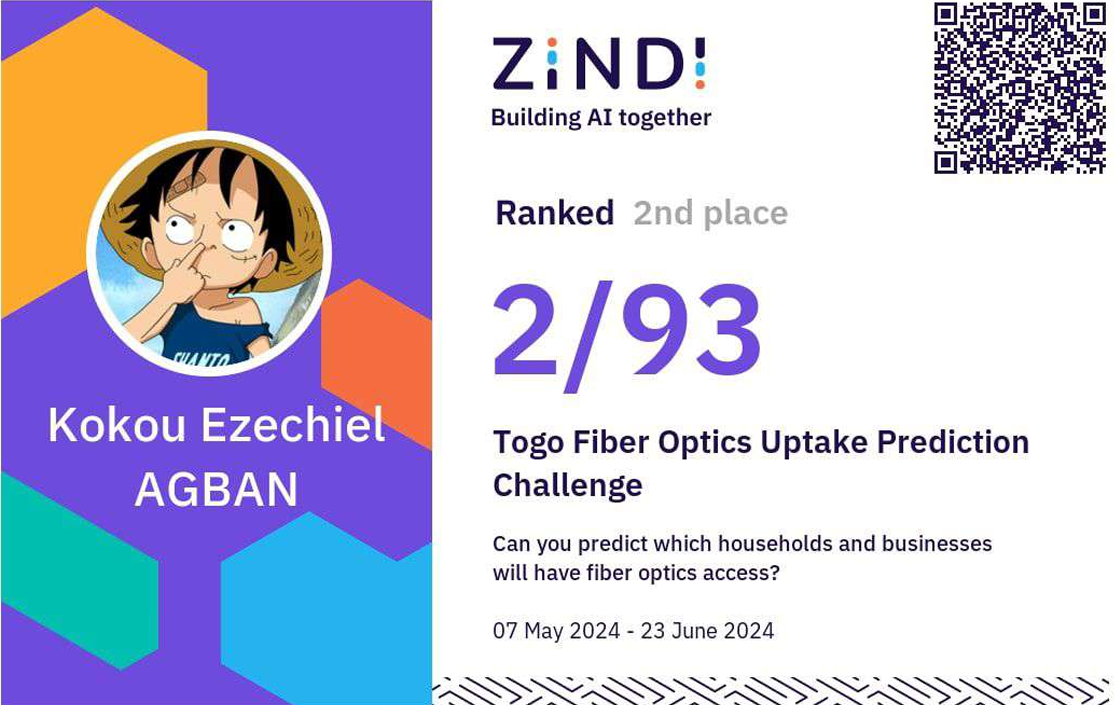 Kokou Ezechiel
AGBAN
ZINDI
Building AI together
Ranked 2nd place
2/93
Togo Fiber Optics Uptake Prediction
Challenge
Can you predict which households and businesses
will have fiber optics access?
07 May 2024 - 23 June 2024